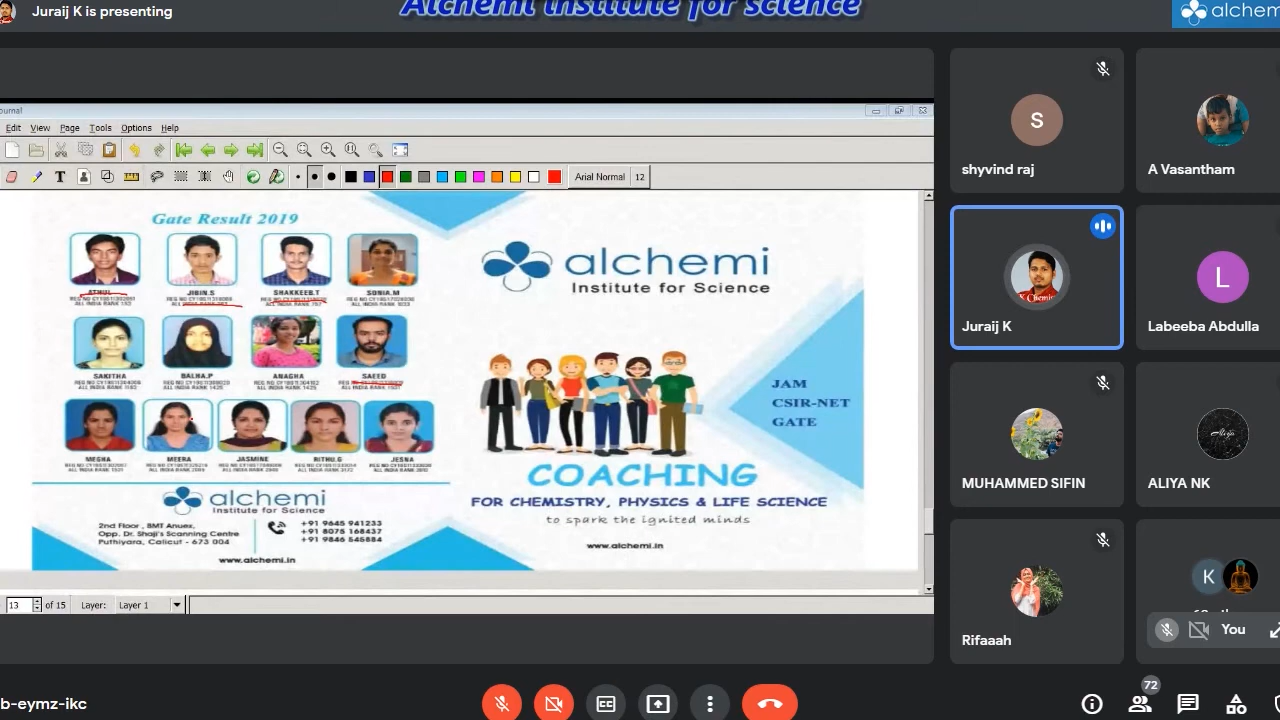 Juraij K is presenting
Alchemi institute for science
alchem
ournal
Edit View Page Tools Options Help
Arial Normal 12
Gate Result 2019
ATHUL
JIBIN.S
SHAKKEEB.T
SONIA.M
SAKITHA
BALHA.P
ANAGHA
SAEED
MEGHA
MEERA
JASMINE
RITHU.G
JESNA
alchemi
Institute for Science
2nd Floor , BMT Anuex,
Opp. Dr. Shaji's Scanning Centre
Puthiyara, Calicut - 673 004
+91 9645 941233
+91 8075 168437
+91 9846 545884
www.alchemi.in
alchemi
Institute for Science
JAM
CSIR-NET
GATE
COACHING
FOR CHEMISTRY, PHYSICS & LIFE SCIENCE
to spark the ignited minds
www.alchemi.in
13 of 15 Layer: Layer 1
S
shyvind raj
A Vasantham
Juraij K
L
Labeeba Abdulla
MUHAMMED SIFIN
ALIYA NK
Rifaaah
K
You
b-eymz-ikc
72